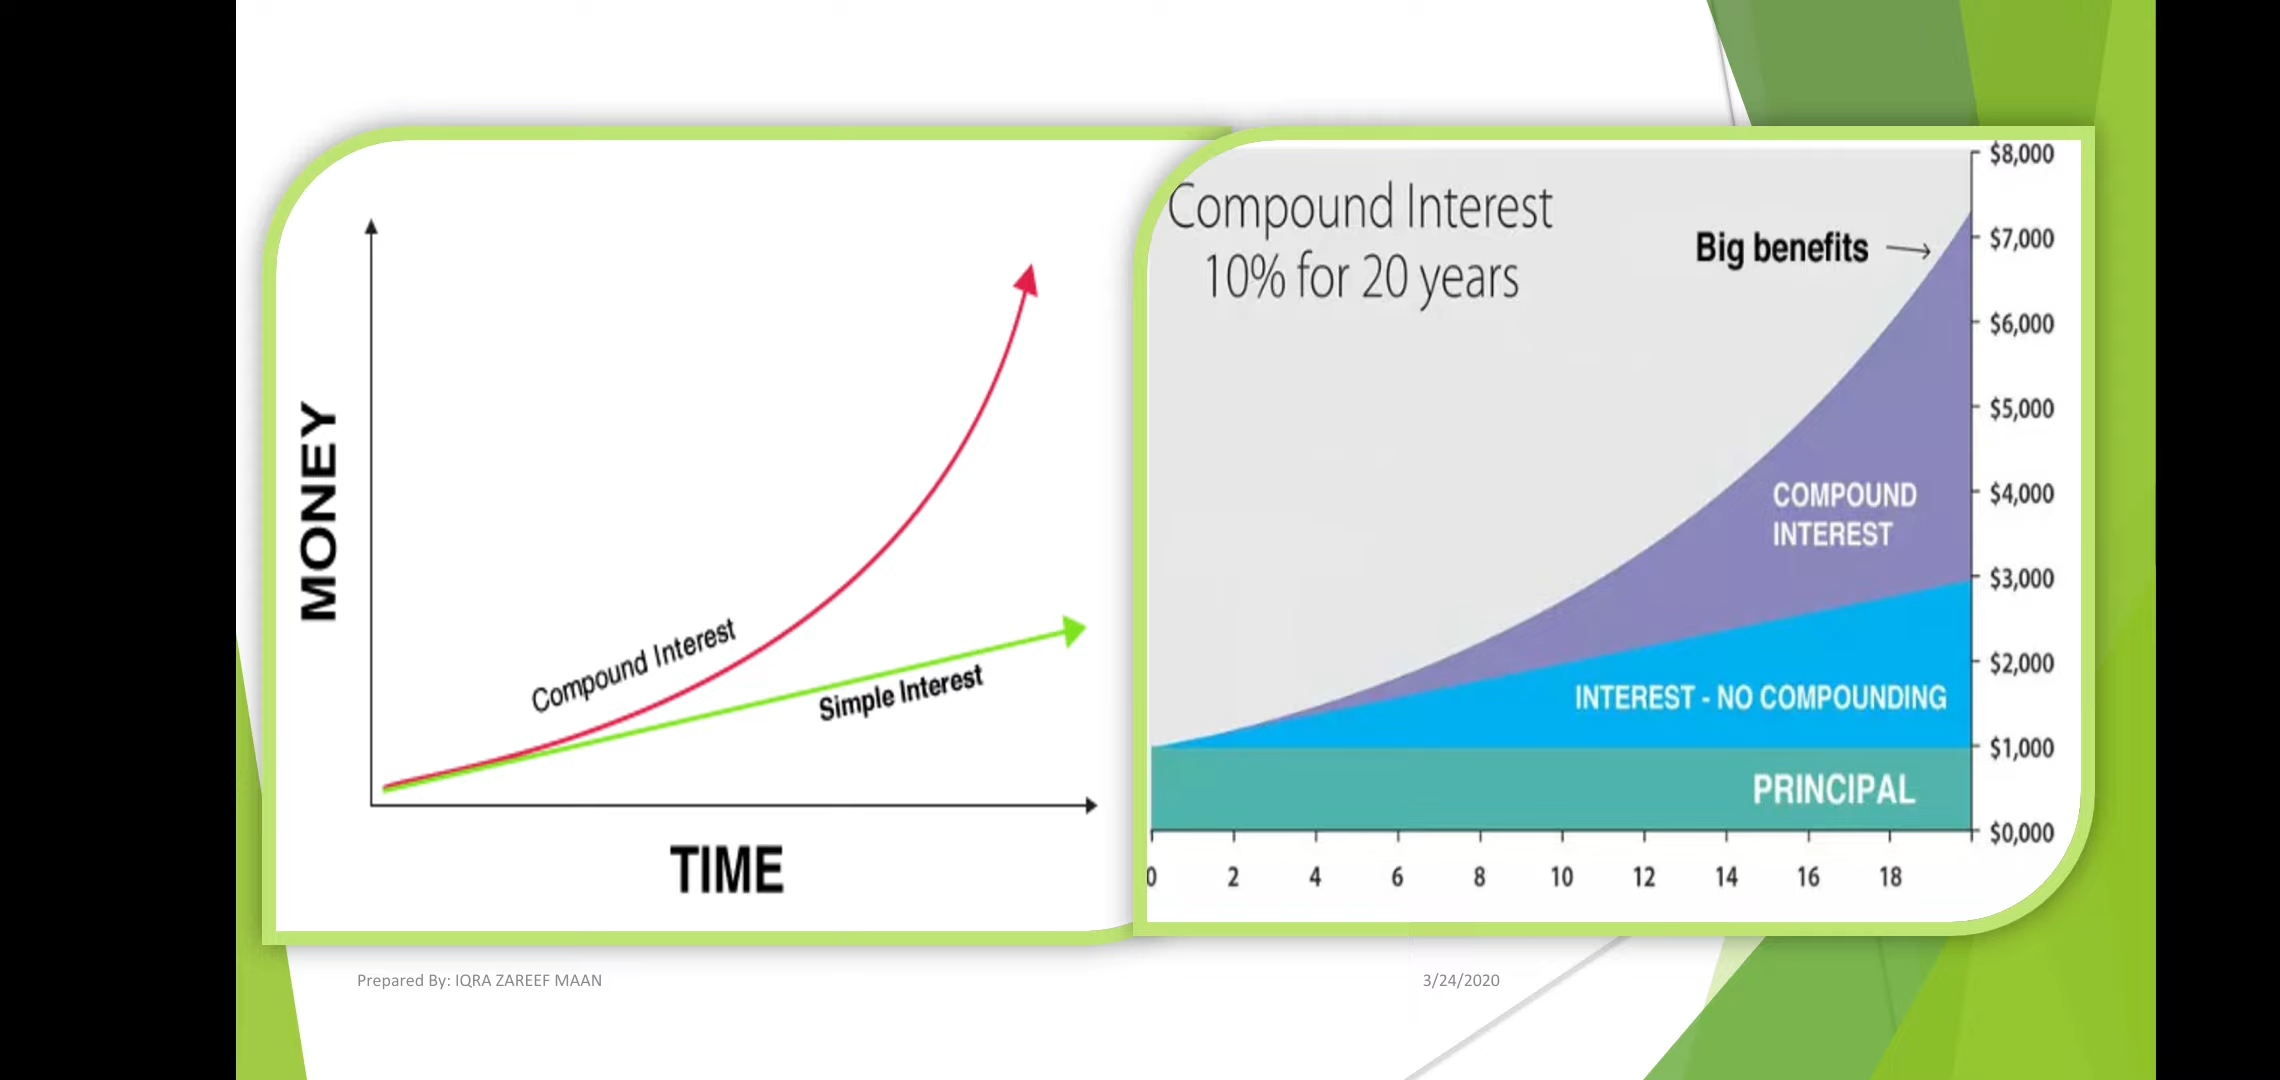 MONEY
Compound Interest
Simple Interest
TIME
Compound Interest
10% for 20 years
Big benefits
COMPOUND
INTEREST
INTEREST - NO COMPOUNDING
PRINCIPAL
$8,000
$7,000
$6,000
$5,000
$4,000
$3,000
$2,000
$1,000
$0,000
0 2 4 6 8 10 12 14 16 18
Prepared By: IQRA ZAREEF MAAN
3/24/2020